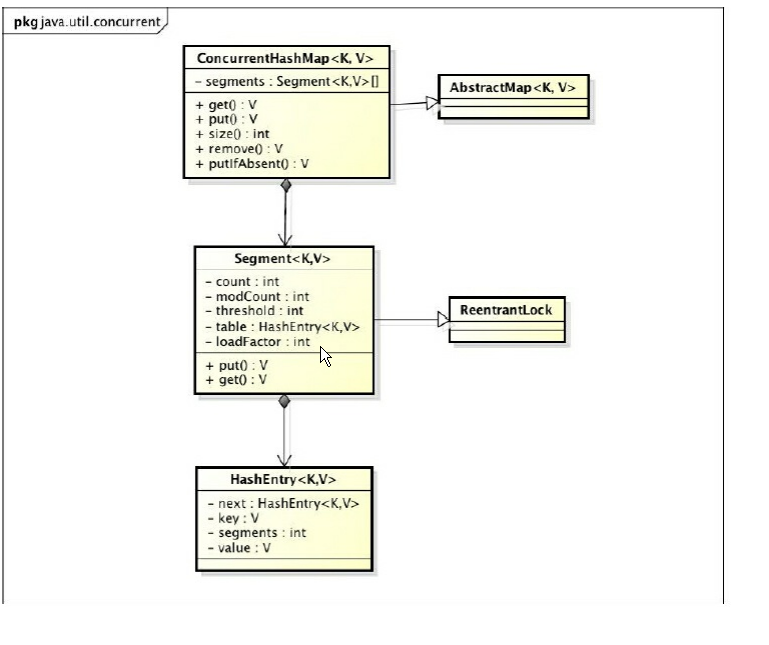 pkg java.util.concurrent
ConcurrentHashMap<K, V>
- segments : Segment<K,V>[]
+ get() : V
+ put() : V
+ size() : int
+ remove() : V
+ putIfAbsent() : V
AbstractMap<K, V>
Segment<K,V>
- count : int
- modCount : int
- threshold : int
- table : HashEntry<K,V>
- loadFactor : int
+ put() : V
+ get() : V
ReentrantLock
HashEntry<K,V>
- next : HashEntry<K,V>
- key : V
- segments : int
- value : V